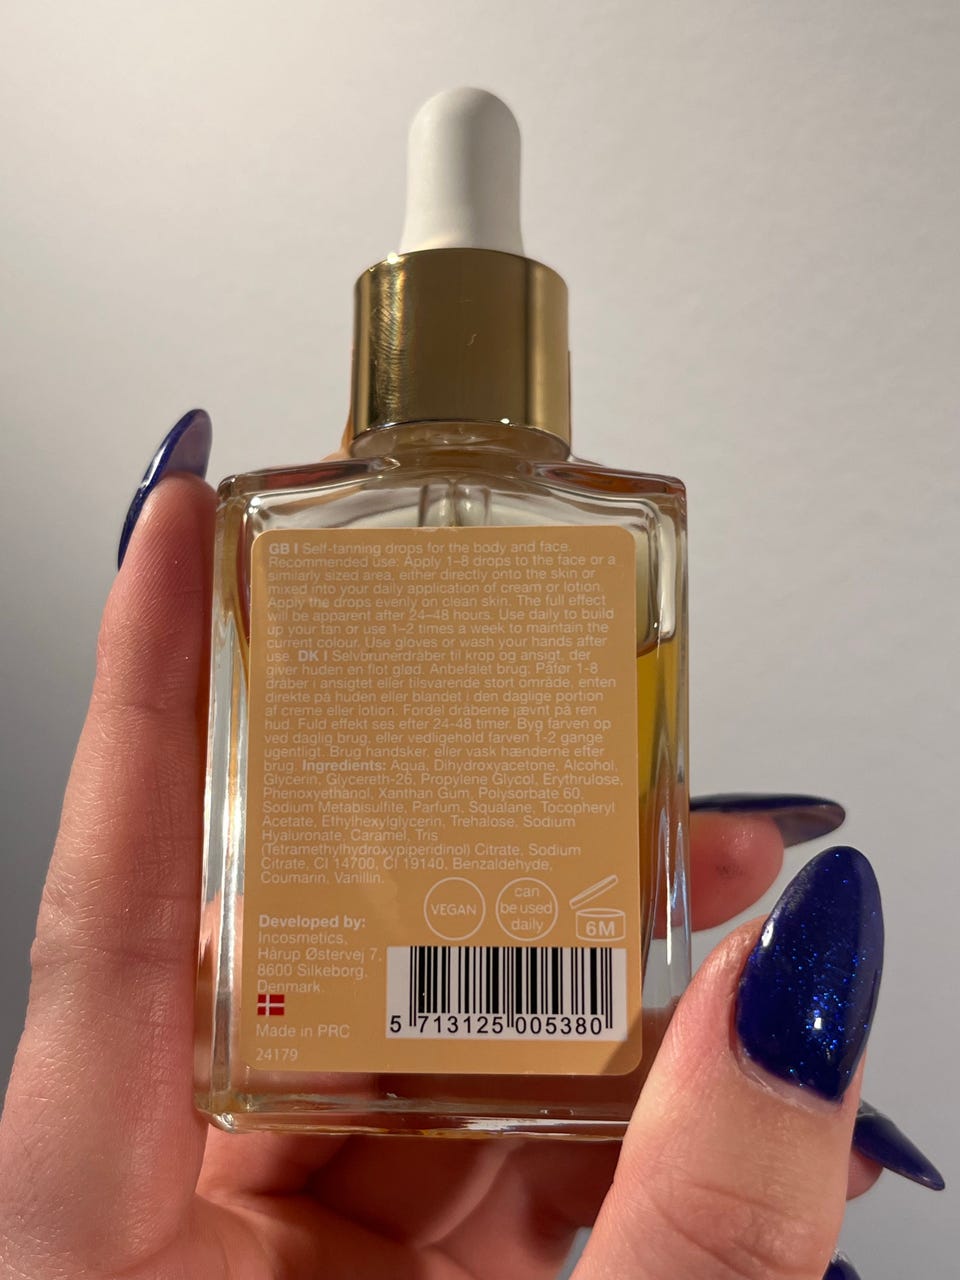 GB | Self-tanning drops for the body and face.
Recommended use: Apply 1–8 drops to the face or a
similarly sized area, either directly onto the skin or
mixed into your daily application of cream or lotion.
Apply the drops evenly on clean skin. The full effect
will be apparent after 24–48 hours. Use daily to build
up your tan or use 1–2 times a week to maintain the
current colour. Use gloves or wash your hands after
use. DK | Selvbrunerdråber til krop og ansigt, der
giver huden en flot glød. Anbefalet brug: Påfør 1-8
dråber i ansigtet eller tilsvarende stort område, enten
direkte på huden eller blandet i den daglige portion
af creme eller lotion. Fordel dråberne jævnt på ren
hud. Fuld effekt ses efter 24-48 timer. Byg farven op
ved daglig brug, eller vedligehold farven 1-2 gange
ugentligt. Brug handsker, eller vask hænderne efter
brug. Ingredients: Aqua, Dihydroxyacetone, Alcohol,
Glycerin, Glycereth-26, Propylene Glycol, Erythrulose,
Phenoxyethanol, Xanthan Gum, Polysorbate 60,
Sodium Metabisulfite, Parfum, Squalane, Tocopheryl
Acetate, Ethylhexylglycerin, Trehalose, Sodium
Hyaluronate, Caramel, Tris
(Tetramethylhydroxypiperidinol) Citrate, Sodium
Citrate, CI 14700, CI 19140, Benzaldehyde,
Coumarin, Vanillin.
VEGAN
can
be used
daily
6M
Developed by:
Incosmetics,
Hårup Østervej 7,
8600 Silkeborg,
Denmark.
Made in PRC
24179
5 713125 005380